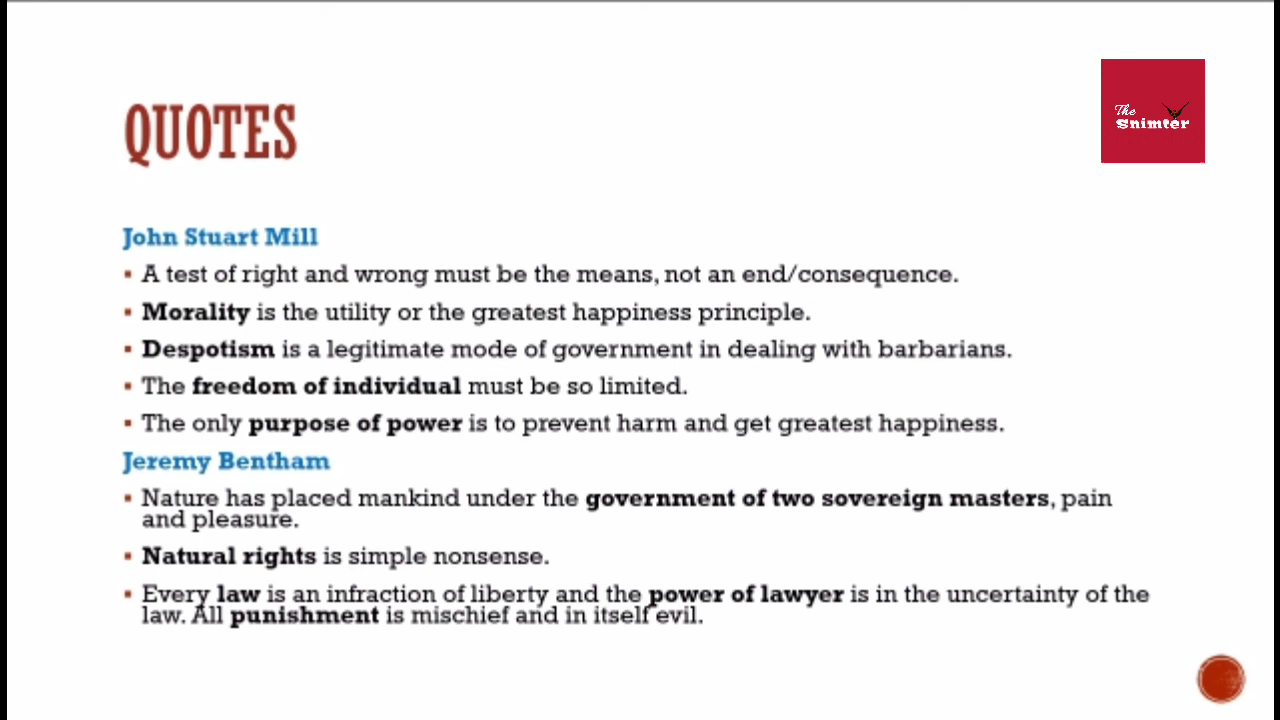 QUOTES
The
Snimter
John Stuart Mill
▪ A test of right and wrong must be the means, not an end/consequence.
▪ Morality is the utility or the greatest happiness principle.
▪ Despotism is a legitimate mode of government in dealing with barbarians.
▪ The freedom of individual must be so limited.
▪ The only purpose of power is to prevent harm and get greatest happiness.
Jeremy Bentham
▪ Nature has placed mankind under the government of two sovereign masters, pain
and pleasure.
▪ Natural rights is simple nonsense.
▪ Every law is an infraction of liberty and the power of lawyer is in the uncertainty of the
law. All punishment is mischief and in itself evil.